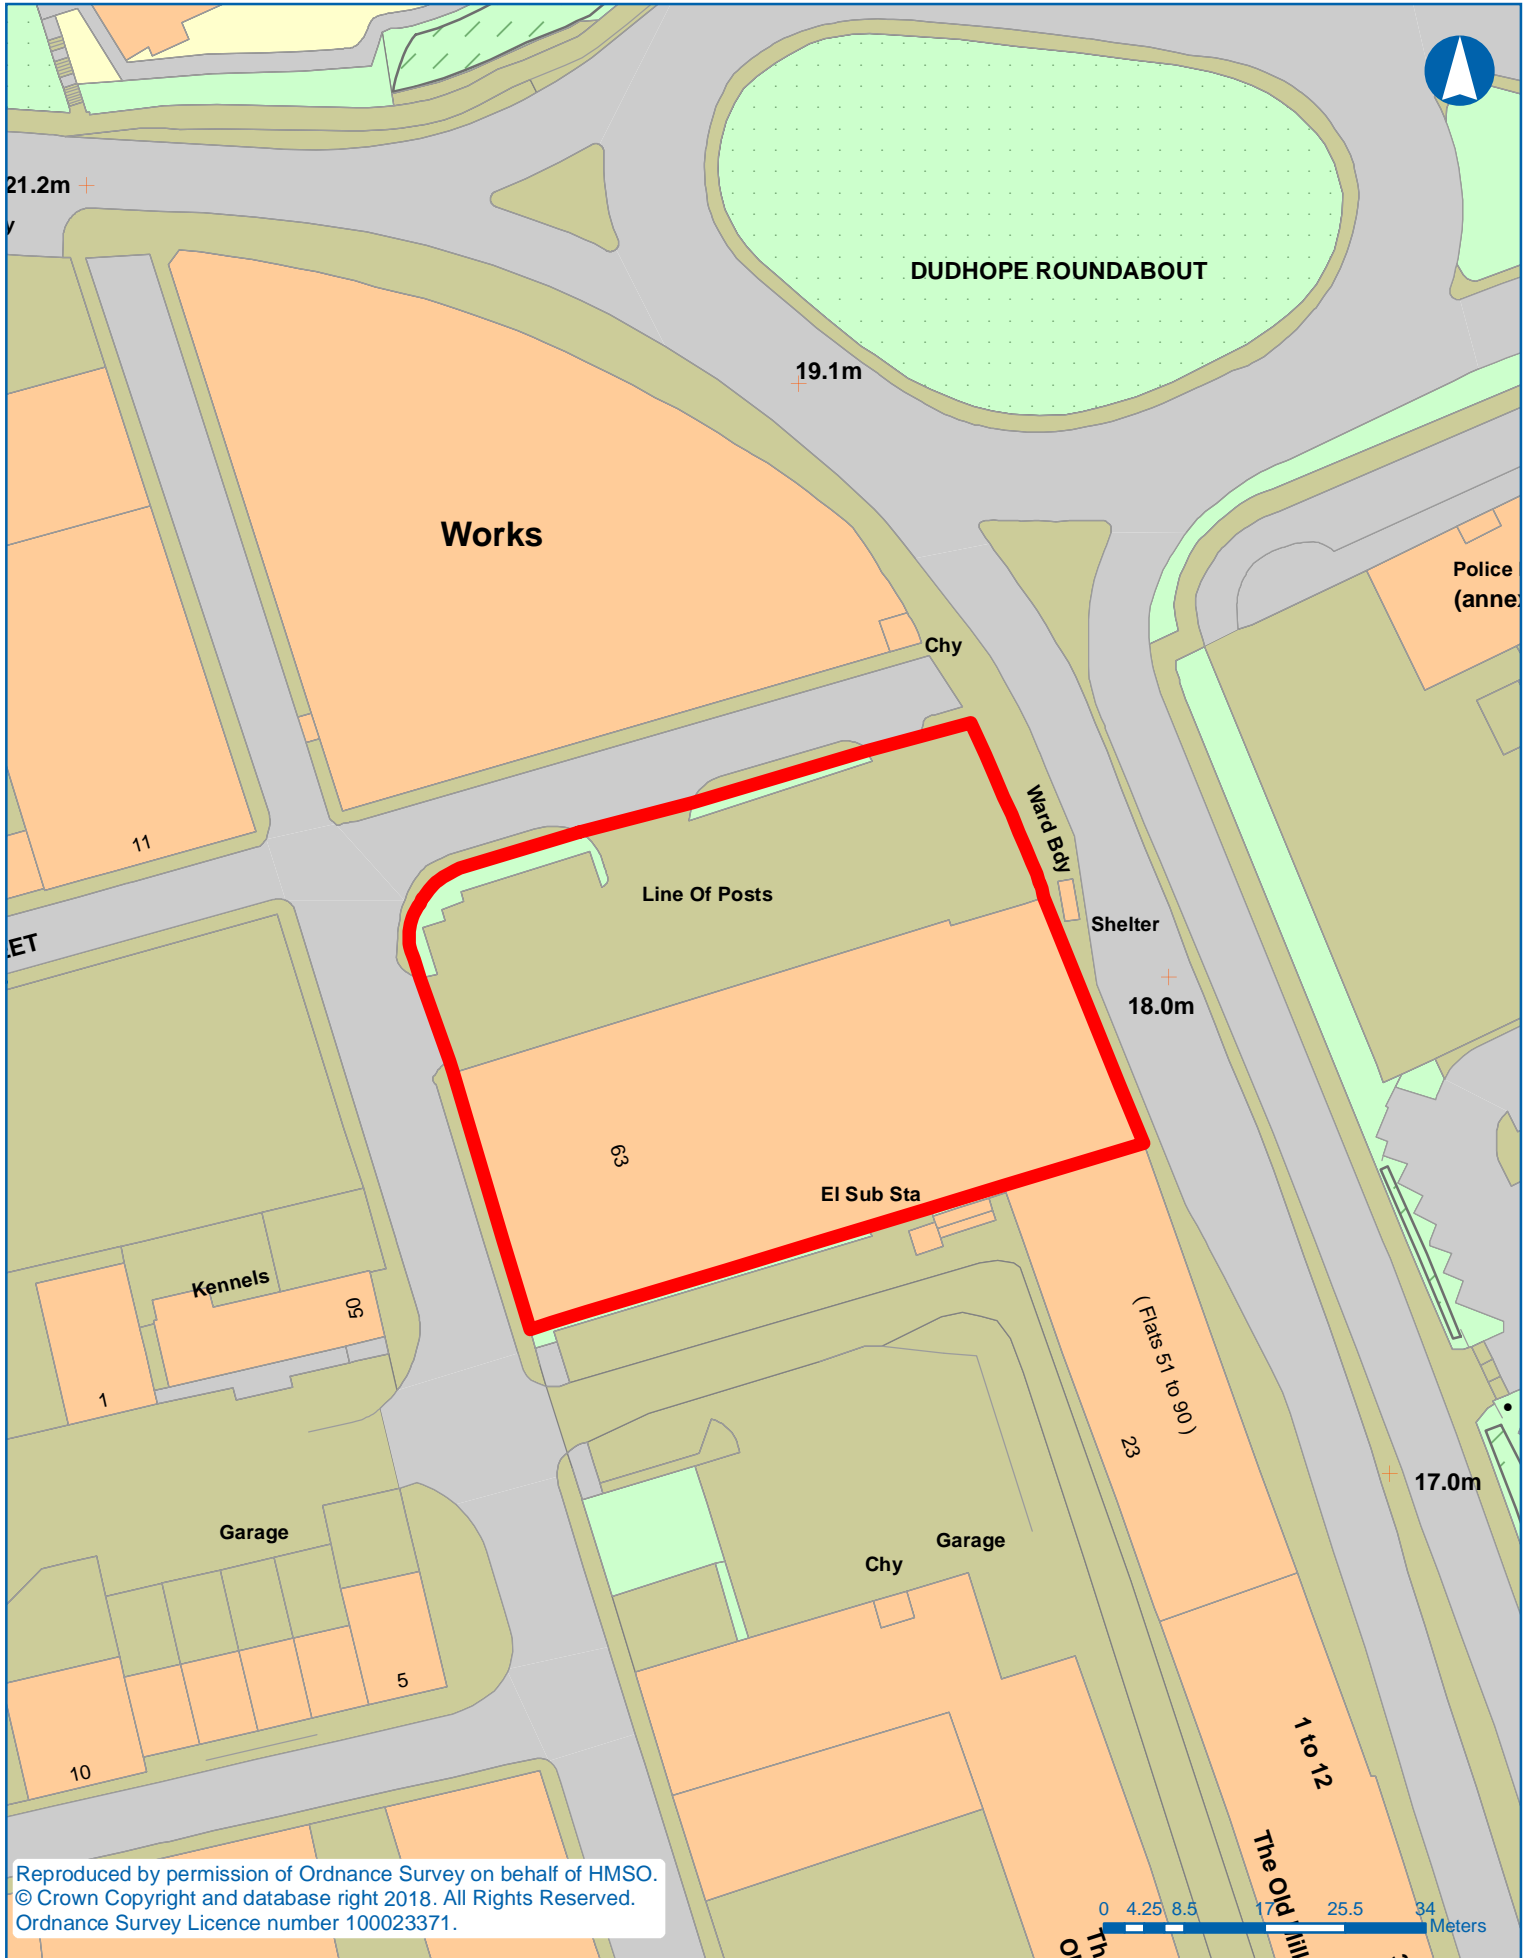 21.2m
y
DUDHOPE ROUNDABOUT
19.1m
Works
Police
Chy
Ward Bdy
11
Line Of Posts
Shelter
18.0m
63
El Sub Sta
Kennels
50
1
( Flats 51 to 90 )
23
17.0m
Garage
Garage
Chy
5
10
1 to 12
The Old
Reproduced by permission of Ordnance Survey on behalf of HMSO.
© Crown Copyright and database right 2018. All Rights Reserved.
Ordnance Survey Licence number 100023371.
0 4.25 8.5 17 25.5 34
Meters